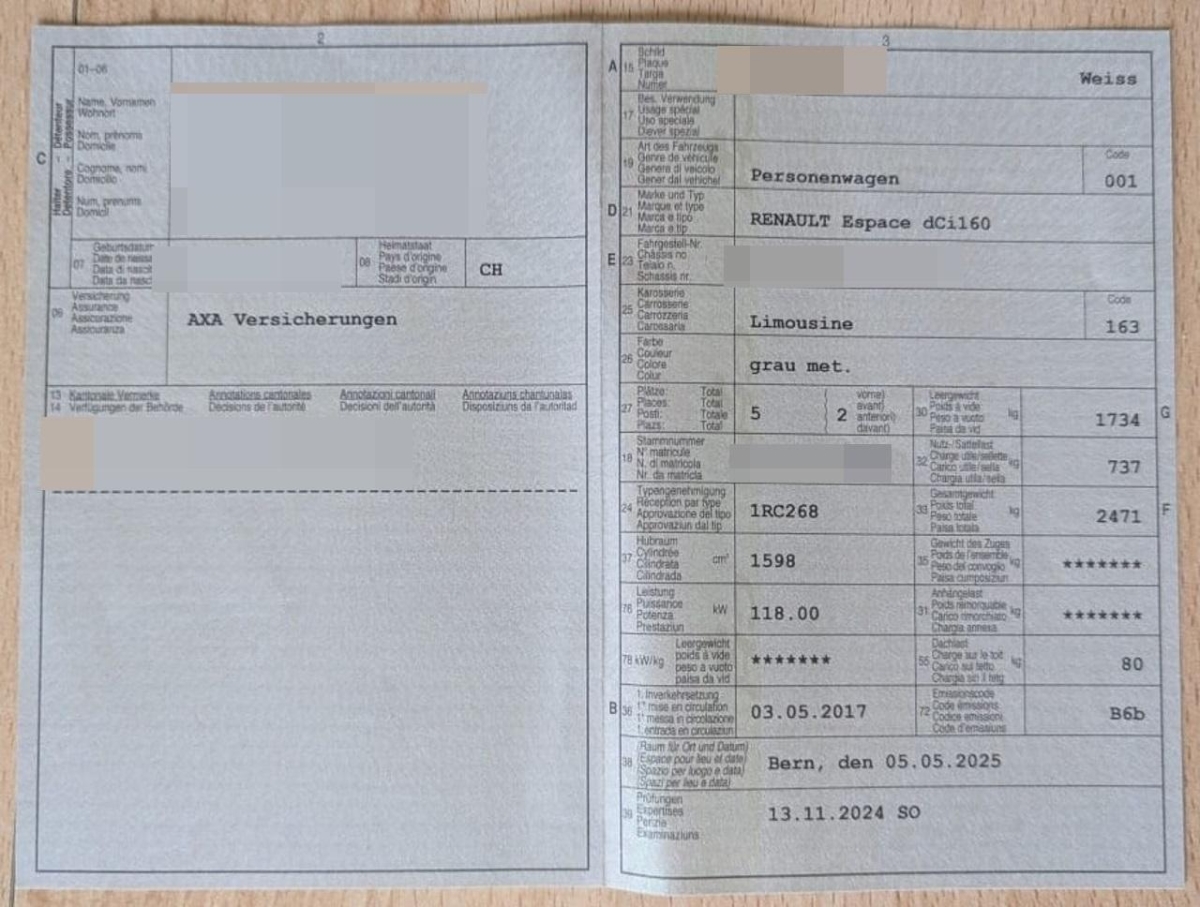 2
01-06
Halter Détenteur
Detentore Possessur
C
Name, Vornamen
Wohnort
Nom, prénoms
Domicile
Cognome, nomi
Domicilio
Num, prenums
Domicil
07
Geburtsdatum
Data di nascit
Data da nasc
08
Heimatstaat
Pays d'origine
Paese d'origine
Stadi d'origin
CH
09
Versicherung
Assurance
Assicurazione
Assicuranza
AXA Versicherungen
13 Kantonale Vermerke Annotations cantonales Annotazioni cantonali Annotaziuns chantunalas
14 Verfügungen der Behörde Décisions de l'autorité Decisioni dell'autorità Disposiziuns da l'autoritad
3
A 15
Schild
Plaque
Targa
Numer
Weiss
17
Bes. Verwendung
Usage spécial
Uso speciale
Diever spezial
19
Art des Fahrzeugs
Genre de véhicule
Genere di veicolo
Gener dal vehichel
Personenwagen
Code
001
D 21
Marke und Typ
Marque et type
Marca e tipo
Marca e tip
RENAULT Espace dCi160
E 23
Fahrgestell-Nr.
Châssis no
Telaio n.
Schassis nr.
25
Karosserie
Carrosserie
Carrozzeria
Carossaria
Limousine
Code
163
26
Farbe
Couleur
Colore
Colur
grau met.
27
Plätze: Total
Places: Total
Posti: Totale
Plazs: Total
5
2
vorne)
avant)
anteriori)
davant)
30
Leergewicht
Poids à vide
Peso a vuoto
Paisa da vid
kg
1734
G
18
Stammnummer
N° matricule
N. di matricola
Nr. da matricla
32
Nutz-/Sattellast
Charge utile/sellette
Carico utile/sella
Chargia utila/sella
kg
737
24
Typengenehmigung
Réception par type
Approvazione del tipo
Approvaziun dal tip
1RC268
33
Gesamtgewicht
Poids total
Peso totale
Paisa totala
kg
2471
F
37
Hubraum
Cylindrée
Cilindrata
Cilindrada
cm³
1598
35
Gewicht des Zuges
Poids de l'ensemble
Peso del convoglio
Paisa cumposiziun
kg
*******
76
Leistung
Puissance
Potenza
Prestaziun
kW
118.00
31
Anhängelast
Poids remorquable
Carico rimorchiato
Chargia annexa
kg
*******
78 kW/kg
Leergewicht
poids à vide
peso a vuoto
paisa da vid
*******
55
Dachlast
Charge sur le toit
Carico sul tetto
Chargia sin il tetg
kg
80
B 36
1. Inverkehrsetzung
1re mise en circulation
1a messa in circolazione
1. entrada en circulaziun
03.05.2017
72
Emissionscode
Code émissions
Codice emissioni
Code d'emissiuns
B6b
38
(Raum für Ort und Datum)
(Espace pour lieu et date)
(Spazio per luogo e data)
(Spazi per lieu e data)
Bern, den 05.05.2025
39
Prüfungen
Expertises
Perizie
Examinaziuns
13.11.2024 SO